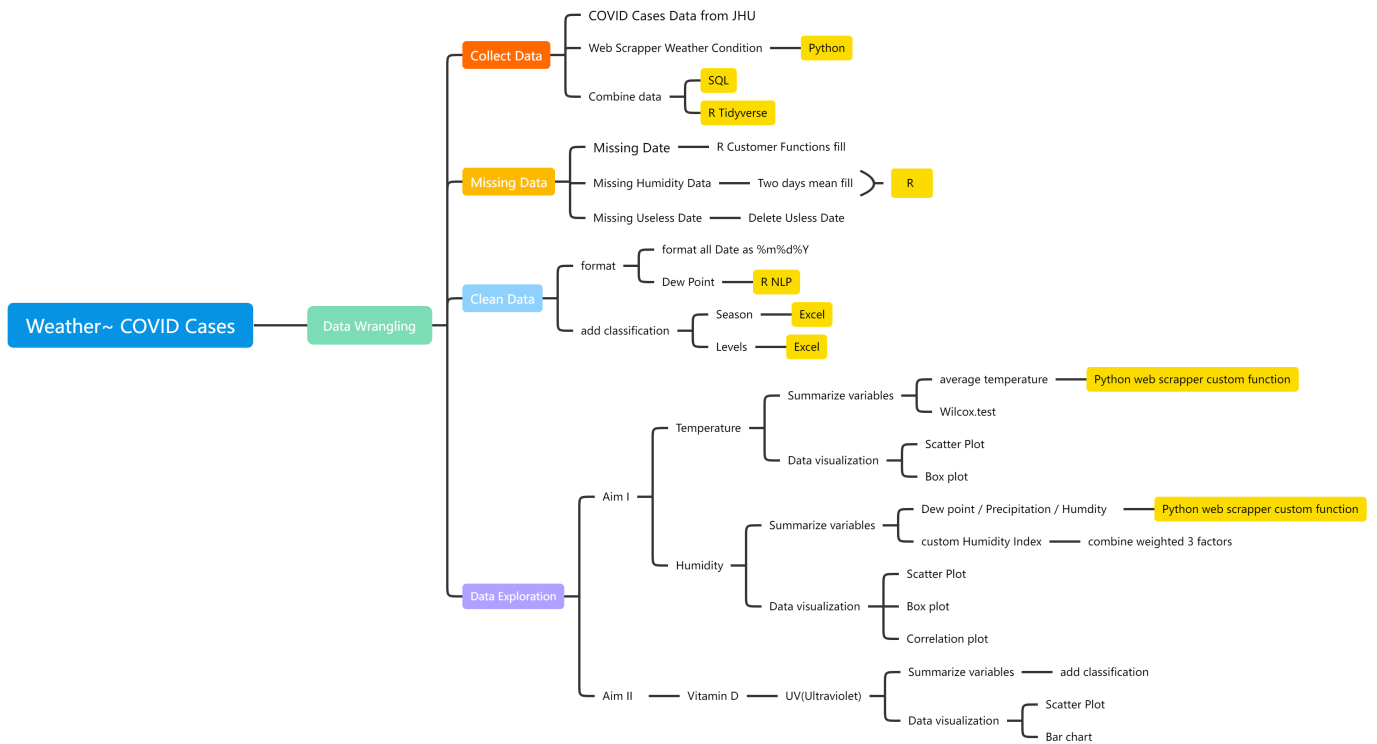 Weather~ COVID Cases
Data Wrangling
Collect Data
COVID Cases Data from JHU
Web Scrapper Weather Condition
Python
Combine data
SQL
R Tidyverse
Missing Data
Missing Date
R Customer Functions fill
Missing Humidity Data
Two days mean fill
R
Missing Useless Date
Delete Usless Date
Clean Data
format
format all Date as %m%d%Y
Dew Point
R NLP
add classification
Season
Excel
Levels
Excel
Data Exploration
Aim I
Temperature
Summarize variables
average temperature
Python web scrapper custom function
Wilcox.test
Data visualization
Scatter Plot
Box plot
Humidity
Summarize variables
Dew point / Precipitation / Humdity
Python web scrapper custom function
custom Humidity Index
combine weighted 3 factors
Data visualization
Scatter Plot
Box plot
Correlation plot
Aim II
Vitamin D
UV(Ultraviolet)
Summarize variables
add classification
Data visualization
Scatter Plot
Bar chart